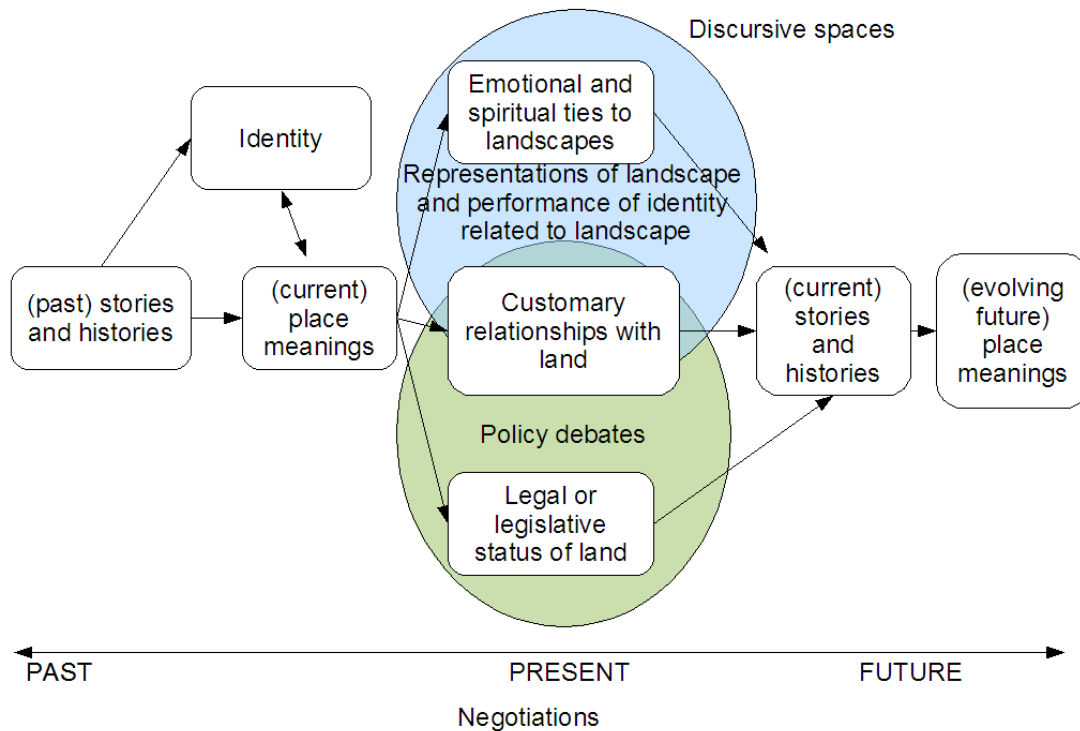 Discursive spaces
Identity
Emotional and
spiritual ties to
landscapes
Representations of landscape
and performance of identity
related to landscape
(past) stories
and histories
(current)
place
meanings
Customary
relationships with
land
(current)
stories
and
histories
(evolving
future)
place
meanings
Policy debates
Legal or
legislative
status of land
PAST
PRESENT
FUTURE
Negotiations